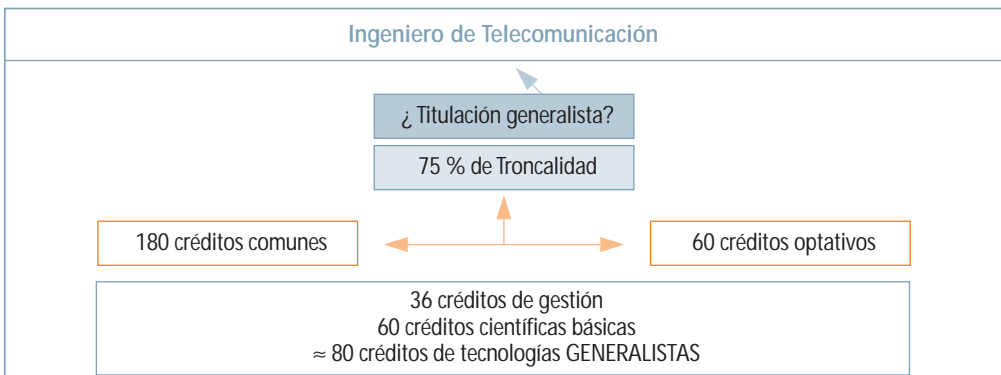 Ingeniero de Telecomunicación
¿ Titulación generalista?
75 % de Troncalidad
180 créditos comunes
60 créditos optativos
36 créditos de gestión
60 créditos científicas básicas
≈ 80 créditos de tecnologías GENERALISTAS